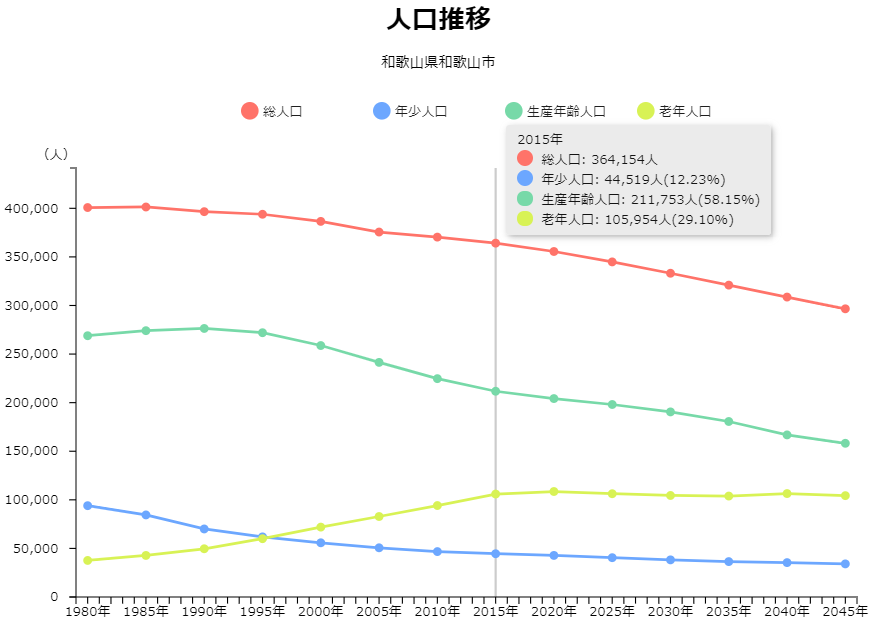 人口推移
和歌山県和歌山市
総人口 年少人口 生産年齢人口 老年人口
（人）
2015年
総人口: 364,154人
年少人口: 44,519人(12.23%)
生産年齢人口: 211,753人(58.15%)
老年人口: 105,954人(29.10%)
400,000
350,000
300,000
250,000
200,000
150,000
100,000
50,000
0
1980年 1985年 1990年 1995年 2000年 2005年 2010年 2015年 2020年 2025年 2030年 2035年 2040年 2045年